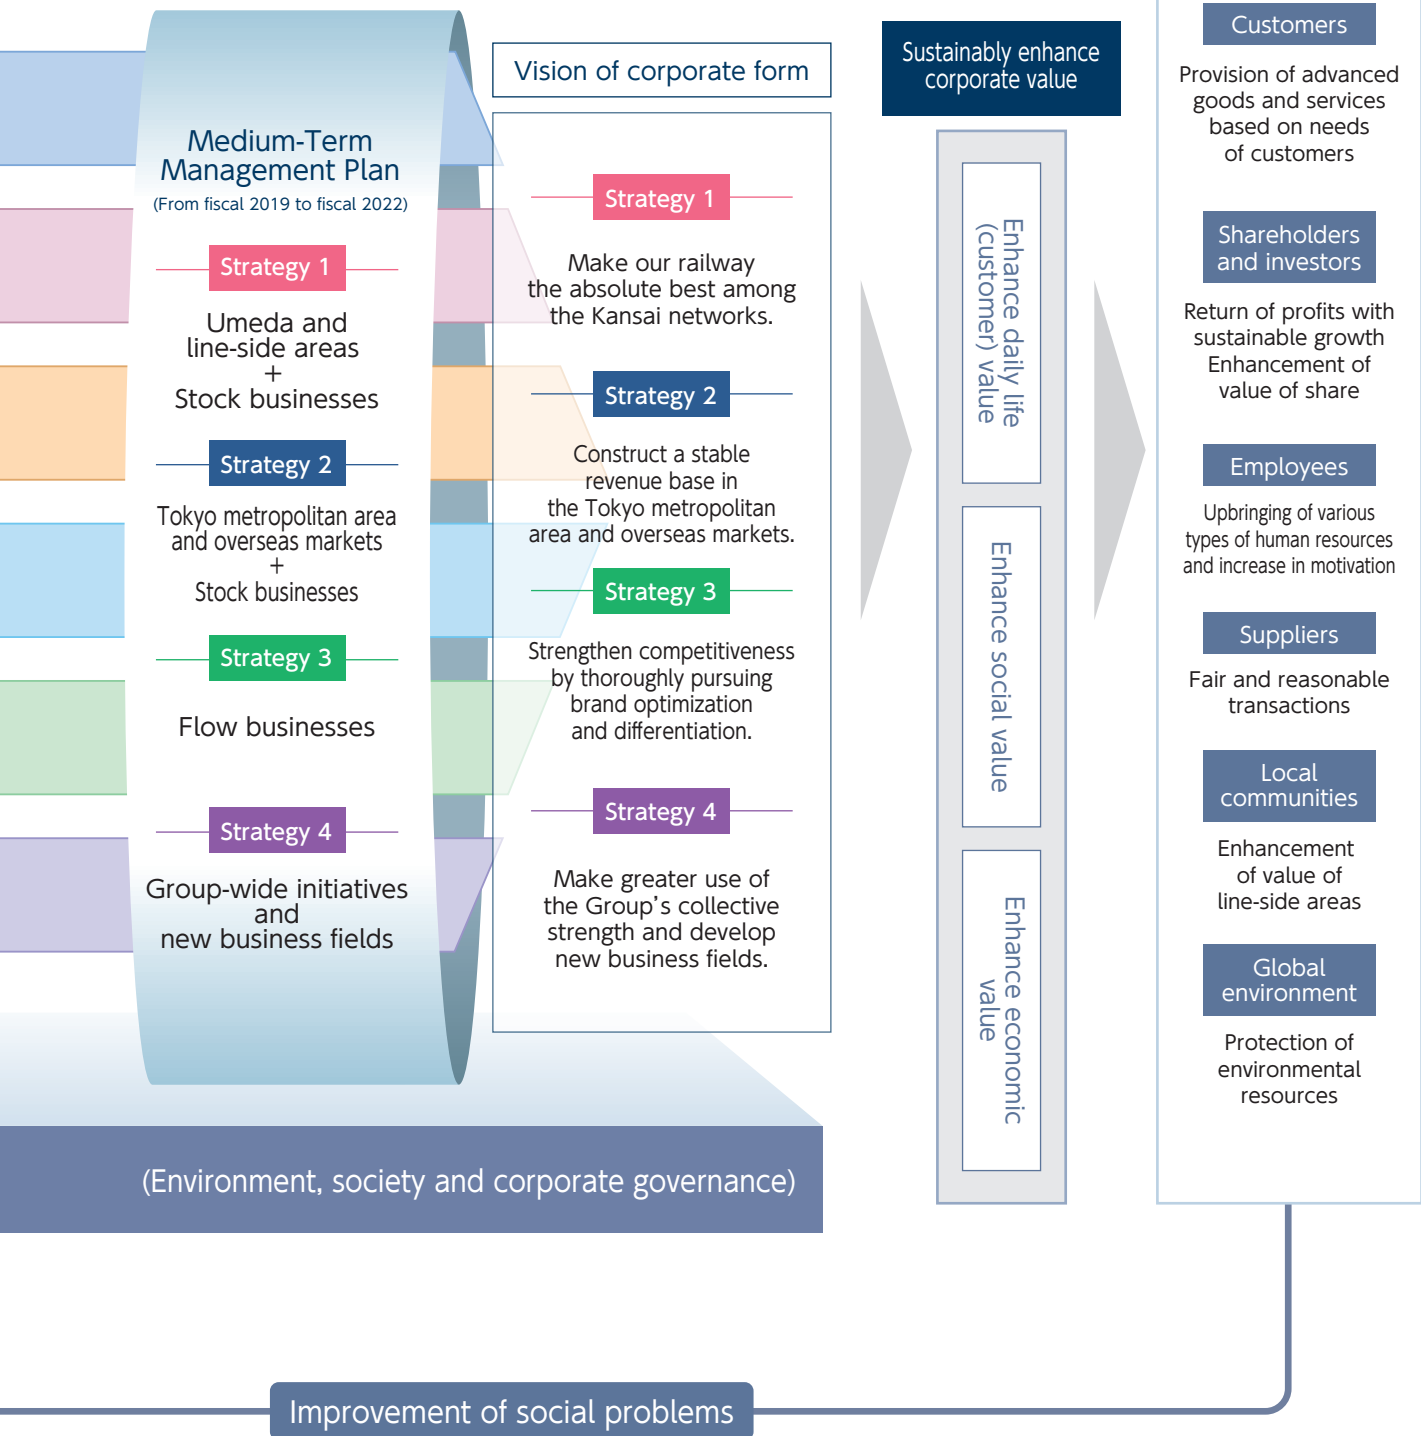 Medium-Term
Management Plan
(From fiscal 2019 to fiscal 2022)
Strategy 1
Umeda and
line-side areas
+
Stock businesses
Strategy 2
Tokyo metropolitan area
and overseas markets
+
Stock businesses
Strategy 3
Flow businesses
Strategy 4
Group-wide initiatives
and
new business fields
Vision of corporate form
Strategy 1
Make our railway
the absolute best among
the Kansai networks.
Strategy 2
Construct a stable
revenue base in
the Tokyo metropolitan
area and overseas markets.
Strategy 3
Strengthen competitiveness
by thoroughly pursuing
brand optimization
and differentiation.
Strategy 4
Make greater use of
the Group's collective
strength and develop
new business fields.
Sustainably enhance
corporate value
Enhance daily life
(customer) value
Enhance social value
Enhance economic
value
Customers
Provision of advanced
goods and services
based on needs
of customers
Shareholders
and investors
Return of profits with
sustainable growth
Enhancement of
value of share
Employees
Upbringing of various
types of human resources
and increase in motivation
Suppliers
Fair and reasonable
transactions
Local
communities
Enhancement
of value of
line-side areas
Global
environment
Protection of
environmental
resources
(Environment, society and corporate governance)
Improvement of social problems